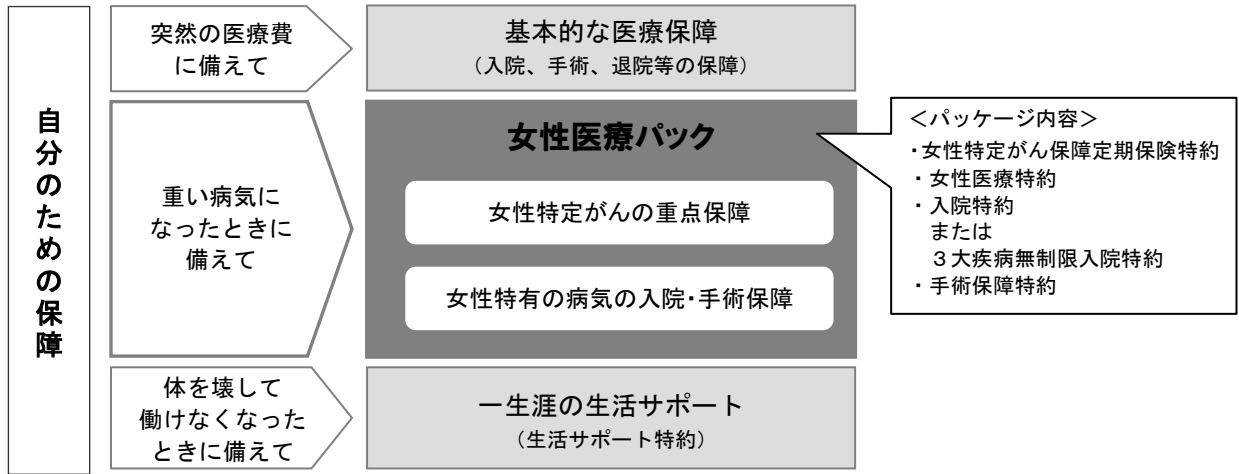 自分のための保障
突然の医療費
に備えて
基本的な医療保障
（入院、手術、退院等の保障）
重い病気に
なったときに
備えて
女性医療パック
女性特定がんの重点保障
女性特有の病気の入院・手術保障
＜パッケージ内容＞
・女性特定がん保障定期保険特約
・女性医療特約
・入院特約
または
３大疾病無制限入院特約
・手術保障特約
体を壊して
働けなくなった
ときに備えて
一生涯の生活サポート
（生活サポート特約）